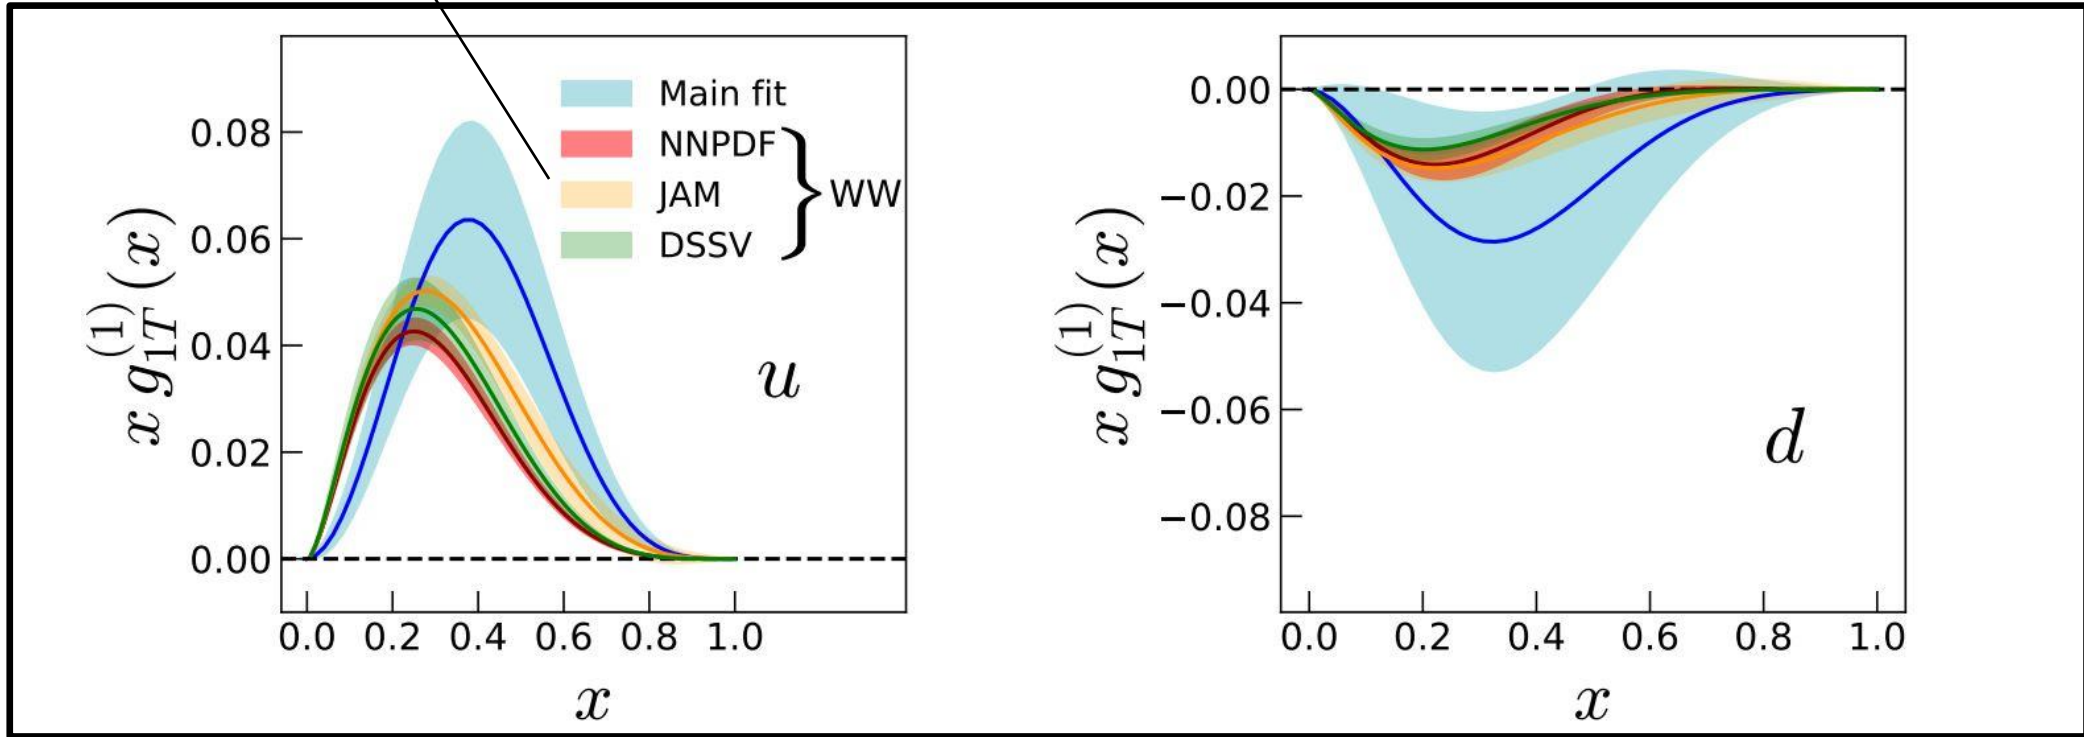 Main fit
NNPDF
JAM
DSSV
WW
0.08
0.06
0.04
0.02
0.00
x g_{1T}^{(1)}(x)
u
0.0 0.2 0.4 0.6 0.8 1.0
x
0.00
−0.02
−0.04
−0.06
−0.08
x g_{1T}^{(1)}(x)
d
0.0 0.2 0.4 0.6 0.8 1.0
x